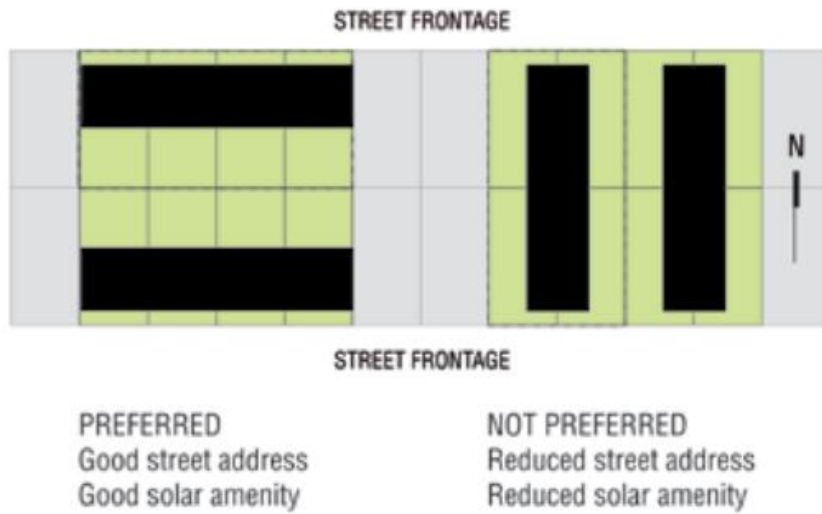 STREET FRONTAGE
N
STREET FRONTAGE
PREFERRED
Good street address
Good solar amenity
NOT PREFERRED
Reduced street address
Reduced solar amenity